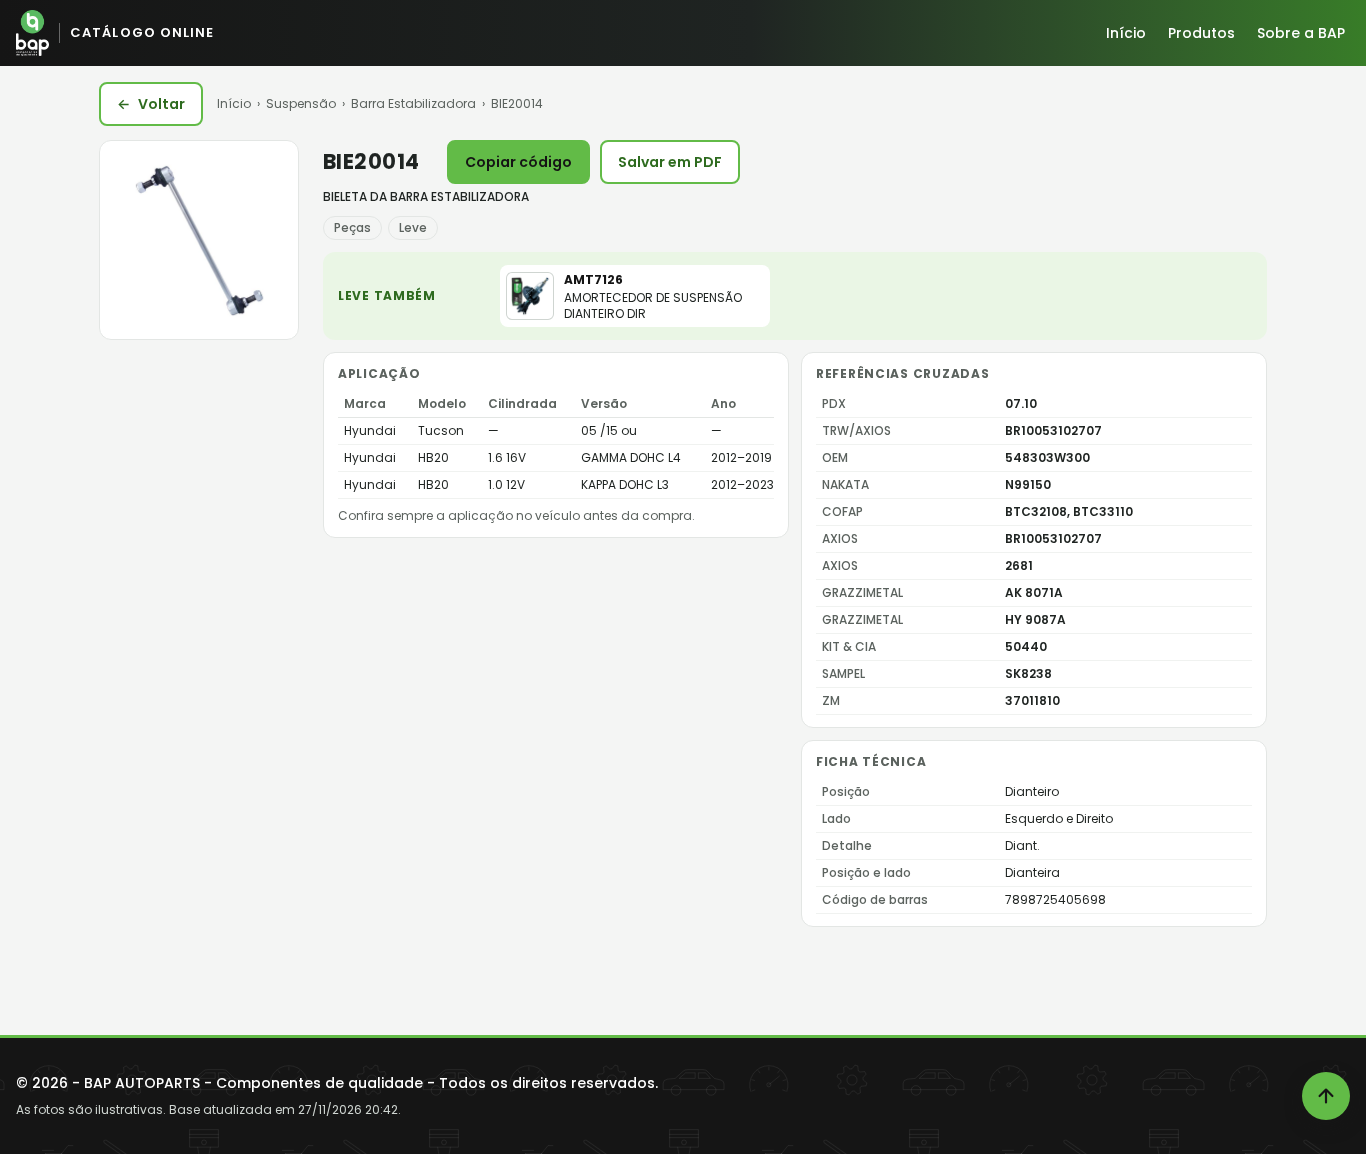 bap
CATÁLOGO ONLINE
Início
Produtos
Sobre a BAP
← Voltar
Início › Suspensão › Barra Estabilizadora › BIE20014
BIE20014
Copiar código
Salvar em PDF
BIELETA DA BARRA ESTABILIZADORA
Peças
Leve
LEVE TAMBÉM
AMT7126
AMORTECEDOR DE SUSPENSÃO
DIANTEIRO DIR
APLICAÇÃO
Marca Modelo Cilindrada Versão Ano
Hyundai Tucson — 05 /15 ou —
Hyundai HB20 1.6 16V GAMMA DOHC L4 2012–2019
Hyundai HB20 1.0 12V KAPPA DOHC L3 2012–2023
Confira sempre a aplicação no veículo antes da compra.
REFERÊNCIAS CRUZADAS
PDX 07.10
TRW/AXIOS BR10053102707
OEM 548303W300
NAKATA N99150
COFAP BTC32108, BTC33110
AXIOS BR10053102707
AXIOS 2681
GRAZZIMETAL AK 8071A
GRAZZIMETAL HY 9087A
KIT & CIA 50440
SAMPEL SK8238
ZM 37011810
FICHA TÉCNICA
Posição Dianteiro
Lado Esquerdo e Direito
Detalhe Diant.
Posição e lado Dianteira
Código de barras 7898725405698
© 2026 - BAP AUTOPARTS - Componentes de qualidade - Todos os direitos reservados.
As fotos são ilustrativas. Base atualizada em 27/11/2026 20:42.